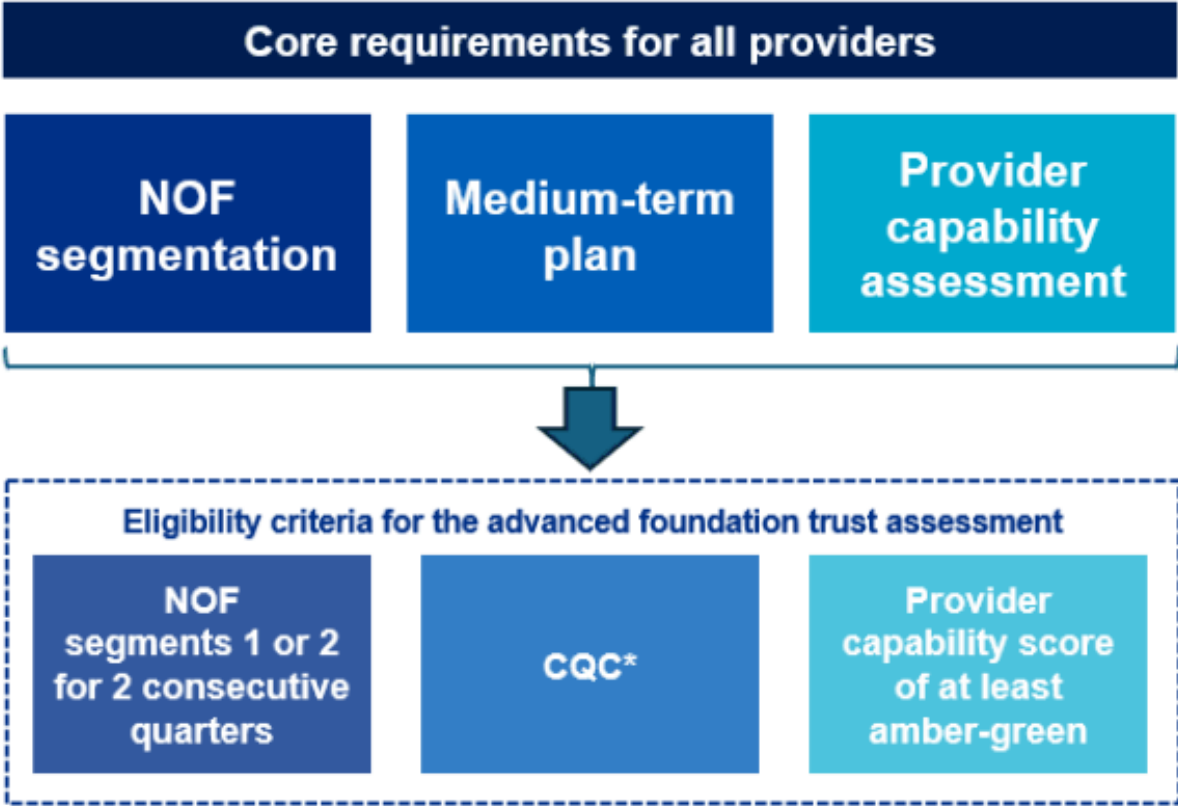 Core requirements for all providers
NOF
segmentation
Medium-term
plan
Provider
capability
assessment
Eligibility criteria for the advanced foundation trust assessment
NOF
segments 1 or 2
for 2 consecutive
quarters
CQC*
Provider
capability score
of at least
amber-green